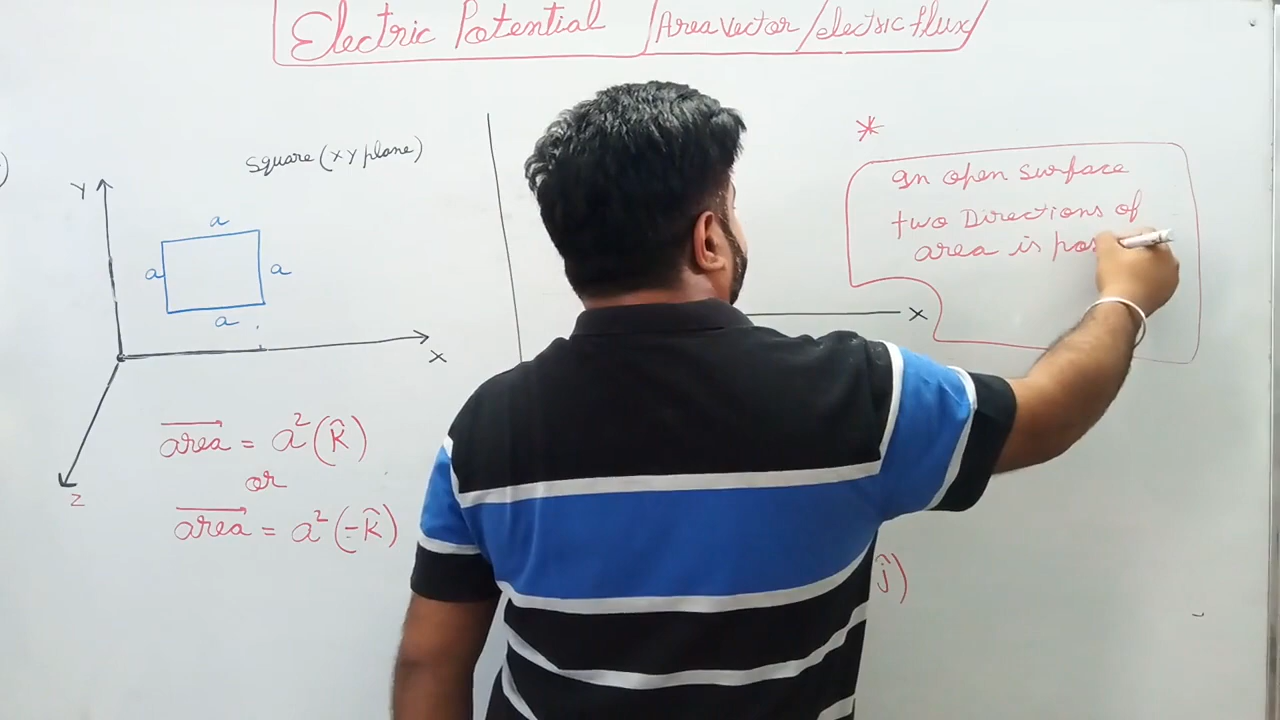 Electric Potential / Area vector / electric flux
)
square (xy plane)
Y
a
a
a
a
X
Z
area = a² (k̂)
or
area = a² (-k̂)
*
an open surface
two Directions of
area is pos
X
ĵ)